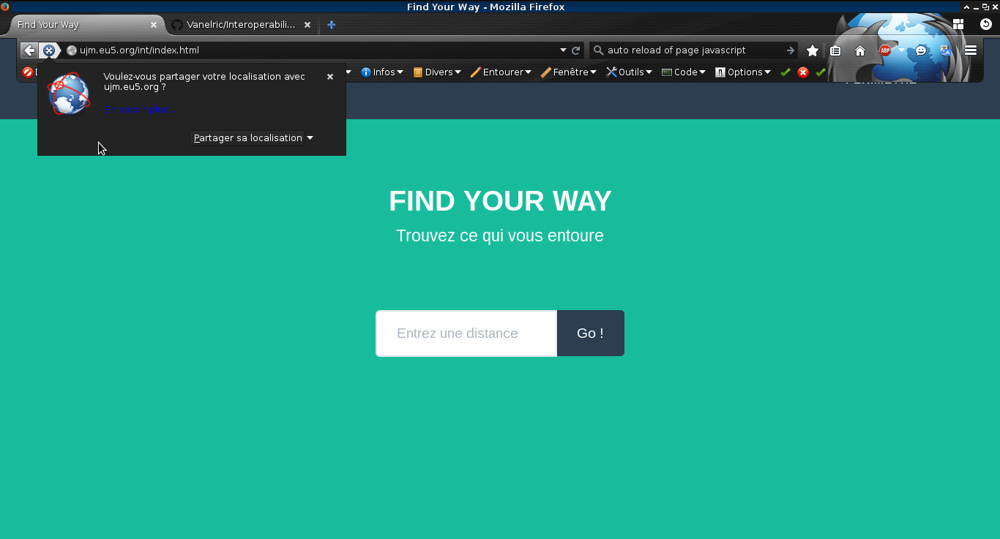 Find Your Way - Mozilla Firefox
Find Your Way
Vanelric/Interoperabili...
ujm.eu5.org/int/index.html
auto reload of page javascript
ABP
Infos
Divers
Entourer
Fenêtre
Outils
Code
Options
Voulez-vous partager votre localisation avec
ujm.eu5.org ?
En savoir plus…
Partager sa localisation
FIND YOUR WAY
Trouvez ce qui vous entoure
Entrez une distance
Go !